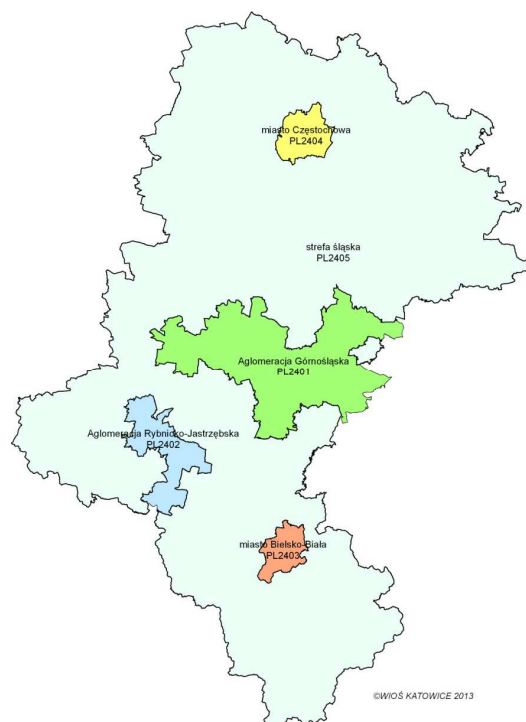 miasto Częstochowa
PL2404
strefa śląska
PL2405
Aglomeracja Górnośląska
PL2401
Aglomeracja Rybnicko-Jastrzębska
PL2402
miasto Bielsko-Biała
PL2403
©WIOŚ KATOWICE 2013